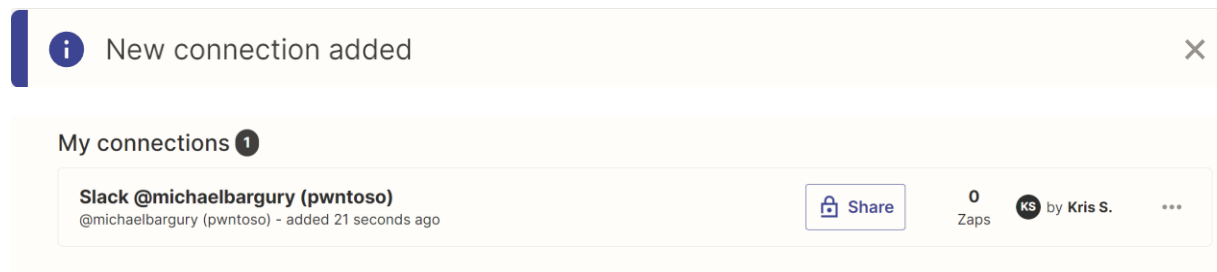 New connection added
My connections 1
Slack @michaelbargury (pwntoso)
@michaelbargury (pwntoso) - added 21 seconds ago
Share
0
Zaps
KS by Kris S.